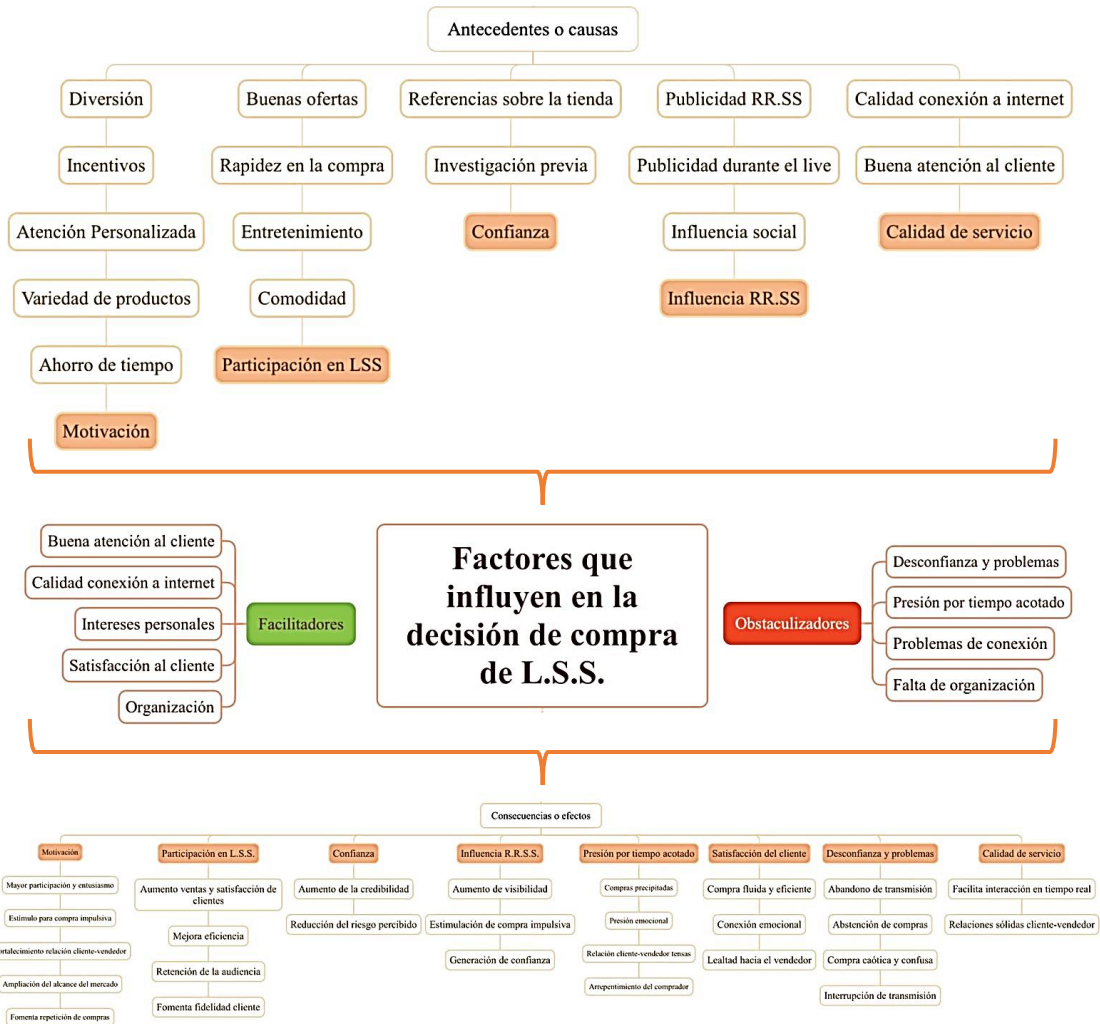 Antecedentes o causas
Diversión
Buenas ofertas
Referencias sobre la tienda
Publicidad RR.SS
Calidad conexión a internet
Incentivos
Rapidez en la compra
Investigación previa
Publicidad durante el live
Buena atención al cliente
Atención Personalizada
Entretenimiento
Confianza
Influencia social
Calidad de servicio
Variedad de productos
Comodidad
Influencia RR.SS
Ahorro de tiempo
Participación en LSS
Motivación
Buena atención al cliente
Calidad conexión a internet
Intereses personales
Satisfacción al cliente
Organización
Facilitadores
Factores que
influyen en la
decisión de compra
de L.S.S.
Obstaculizadores
Desconfianza y problemas
Presión por tiempo acotado
Problemas de conexión
Falta de organización
Consecuencias o efectos
Motivación
Participación en L.S.S.
Confianza
Influencia R.R.S.S.
Presión por tiempo acotado
Satisfacción del cliente
Desconfianza y problemas
Calidad de servicio
Mayor participación y entusiasmo
Estímulo para compra impulsiva
ortalecimiento relación cliente-vendedor
Ampliación del alcance del mercado
Fomenta repetición de compras
Aumento ventas y satisfacción de
clientes
Mejora eficiencia
Retención de la audiencia
Fomenta fidelidad cliente
Aumento de la credibilidad
Reducción del riesgo percibido
Aumento de visibilidad
Estimulación de compra impulsiva
Generación de confianza
Compras precipitadas
Presión emocional
Relación cliente-vendedor tensas
Arrepentimiento del comprador
Compra fluida y eficiente
Conexión emocional
Lealtad hacia el vendedor
Abandono de transmisión
Abstención de compras
Compra caótica y confusa
Interrupción de transmisión
Facilita interacción en tiempo real
Relaciones sólidas cliente-vendedor